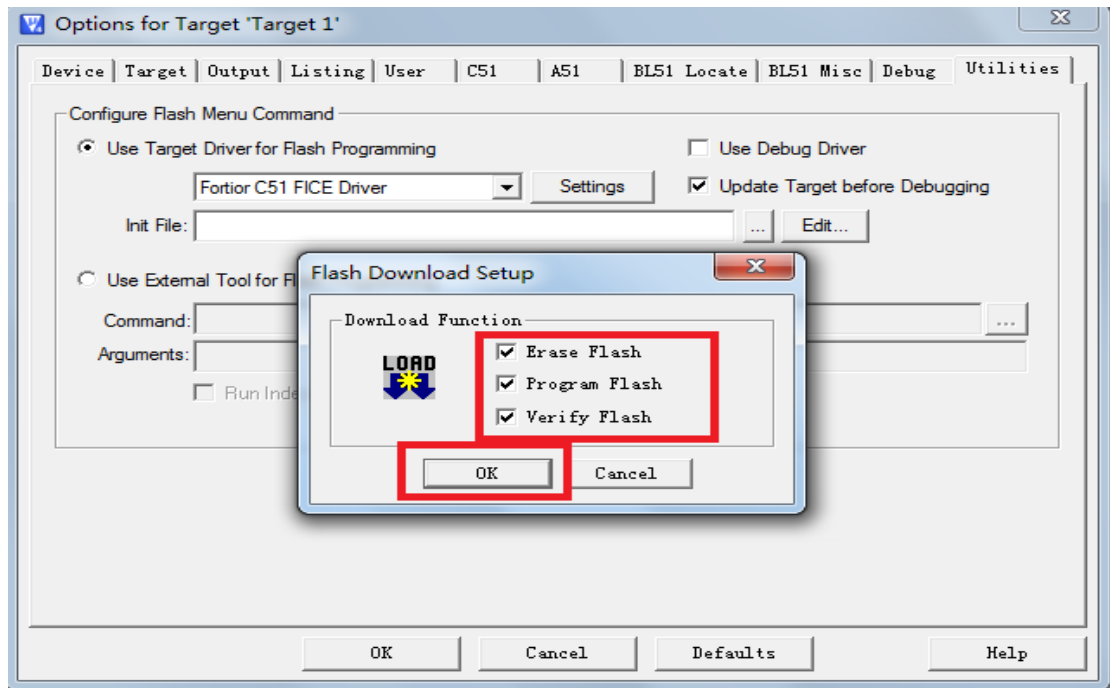 Options for Target 'Target 1'
Device Target Output Listing User C51 A51 BL51 Locate BL51 Misc Debug Utilities
Configure Flash Menu Command
Use Target Driver for Flash Programming
Use Debug Driver
Fortior C51 FICE Driver
Settings
Update Target before Debugging
Init File:
...
Edit...
Use External Tool for Fl
Command:
...
Arguments:
Run Inde
Flash Download Setup
Download Function
LOAD
Erase Flash
Program Flash
Verify Flash
OK
Cancel
OK
Cancel
Defaults
Help